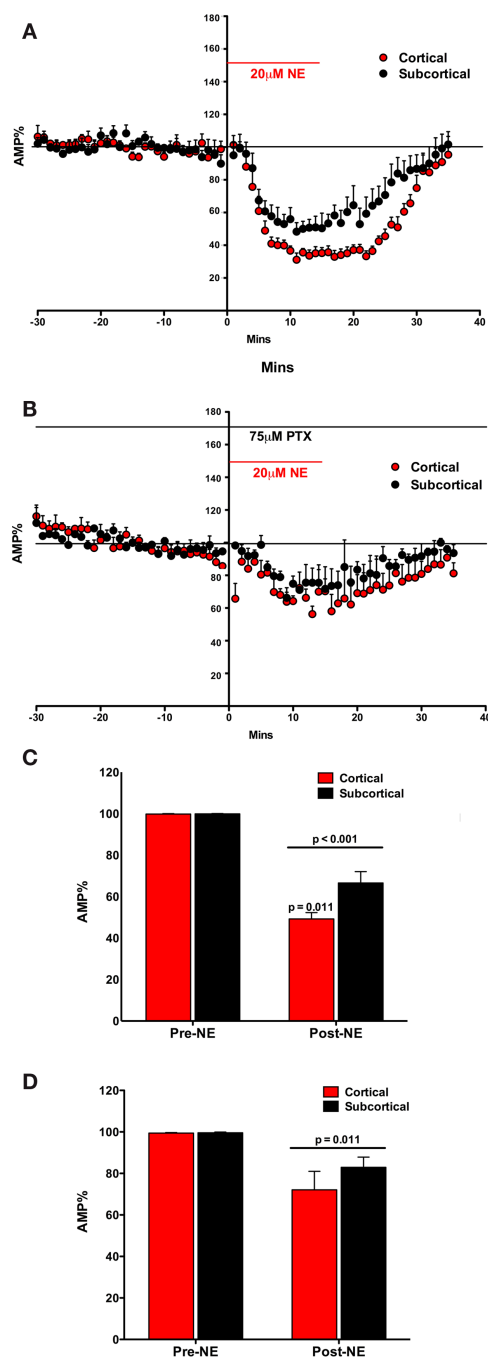 A
AMP%
180
160
140
120
100
80
60
40
20
20µM NE
Cortical
Subcortical
-30
-20
-10
0
10
20
30
40
Mins
Mins
B
AMP%
180
160
140
120
100
80
60
40
20
75µM PTX
20µM NE
Cortical
Subcortical
-30
-20
-10
0
10
20
30
40
Mins
C
AMP%
120
100
80
60
40
20
0
Cortical
Subcortical
p < 0.001
p = 0.011
Pre-NE
Post-NE
D
AMP%
120
100
80
60
40
20
0
Cortical
Subcortical
p = 0.011
Pre-NE
Post-NE